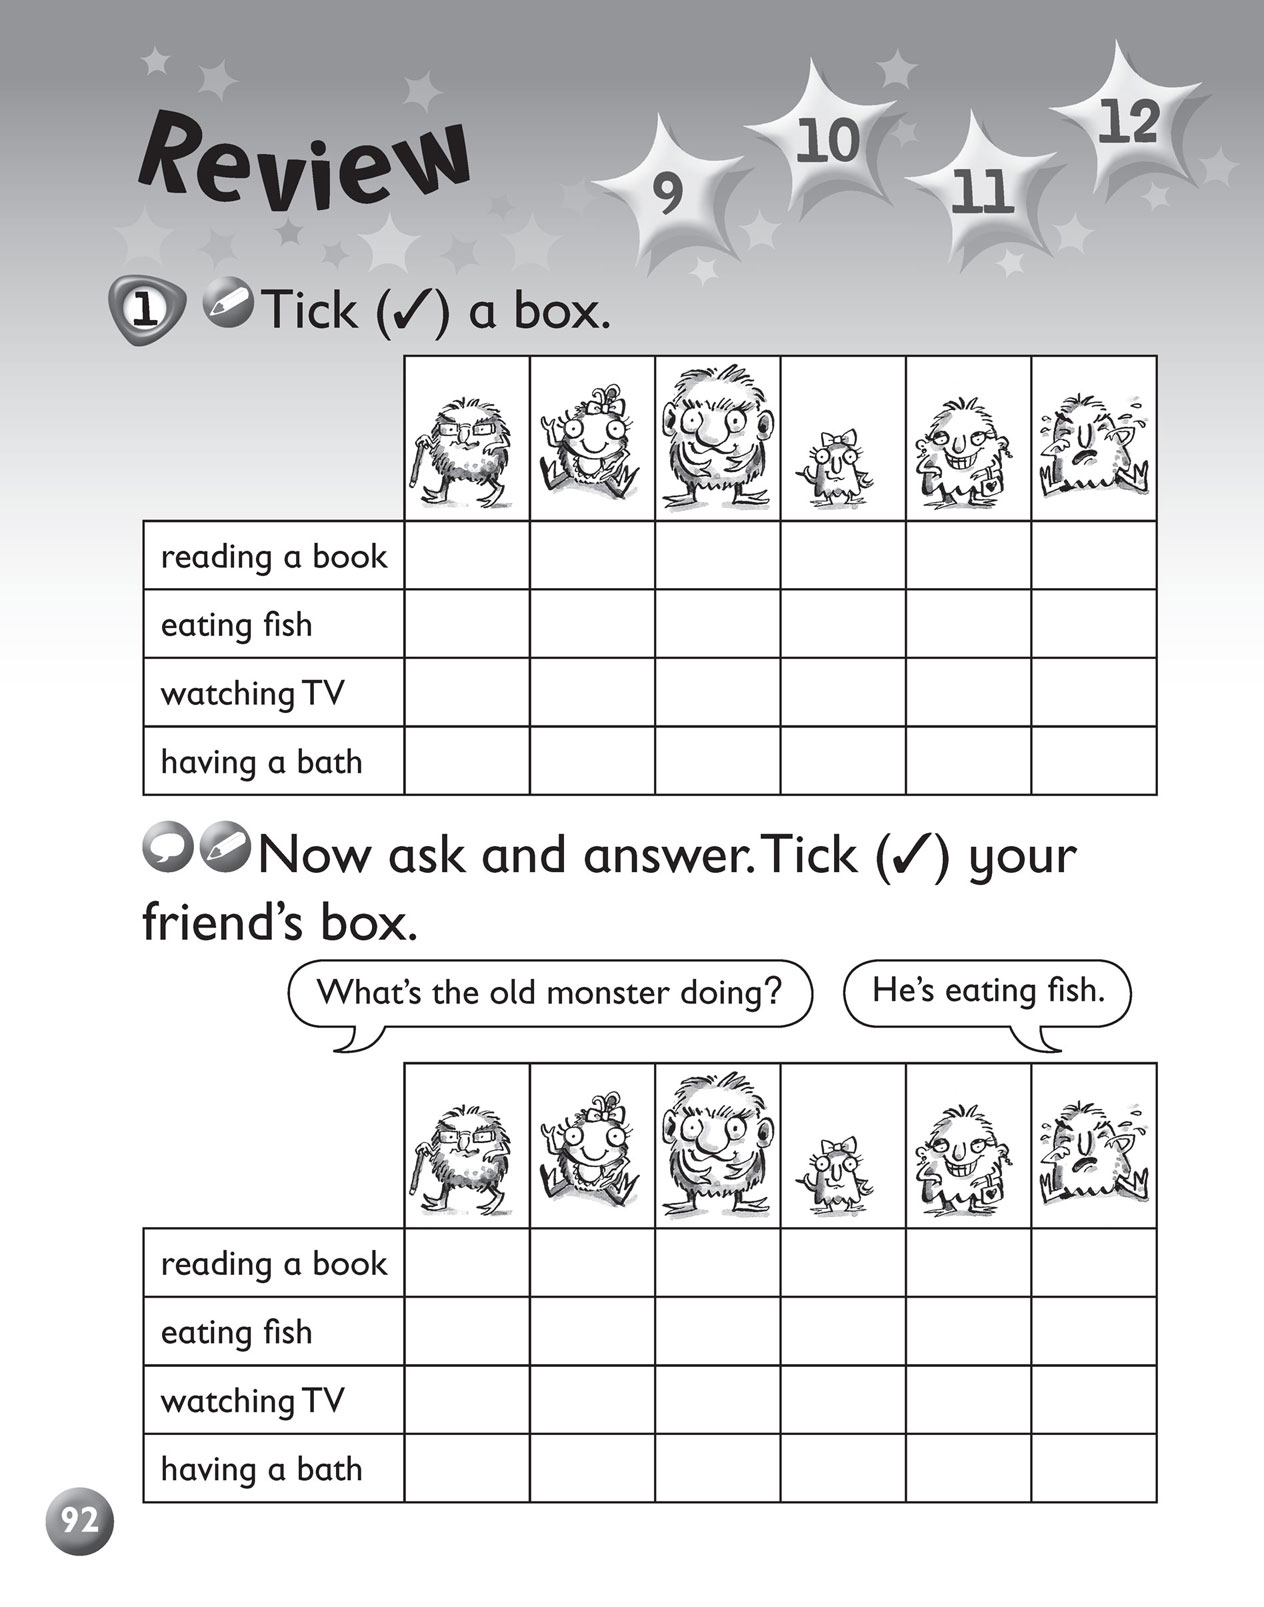 Review
9
10
11
12
1 Tick (✓) a box.
reading a book
eating fish
watching TV
having a bath
Now ask and answer. Tick (✓) your
friend's box.
What's the old monster doing?
He's eating fish.
reading a book
eating fish
watching TV
having a bath
92